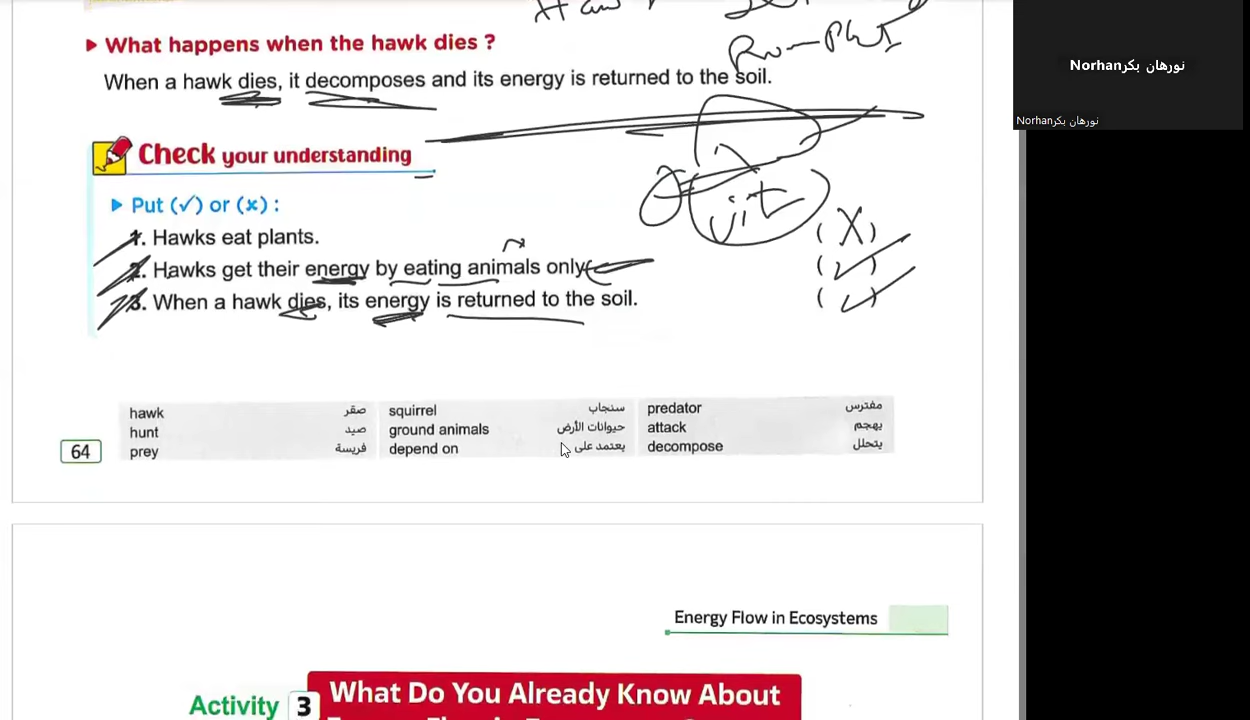 Norhanنورهان بكر
Norhanنورهان بكر
▸ What happens when the hawk dies ?
When a hawk dies, it decomposes and its energy is returned to the soil.
Check your understanding
▸ Put (✓) or (x) :
1. Hawks eat plants. (X)
2. Hawks get their energy by eating animals only. (✓)
3. When a hawk dies, its energy is returned to the soil. (✓)
hawk صقر squirrel سنجاب predator مفترس
hunt صيد ground animals حيوانات الأرض attack يهجم
prey فريسة depend on يعتمد على decompose يتحلل
64
Energy Flow in Ecosystems
Activity 3 What Do You Already Know About